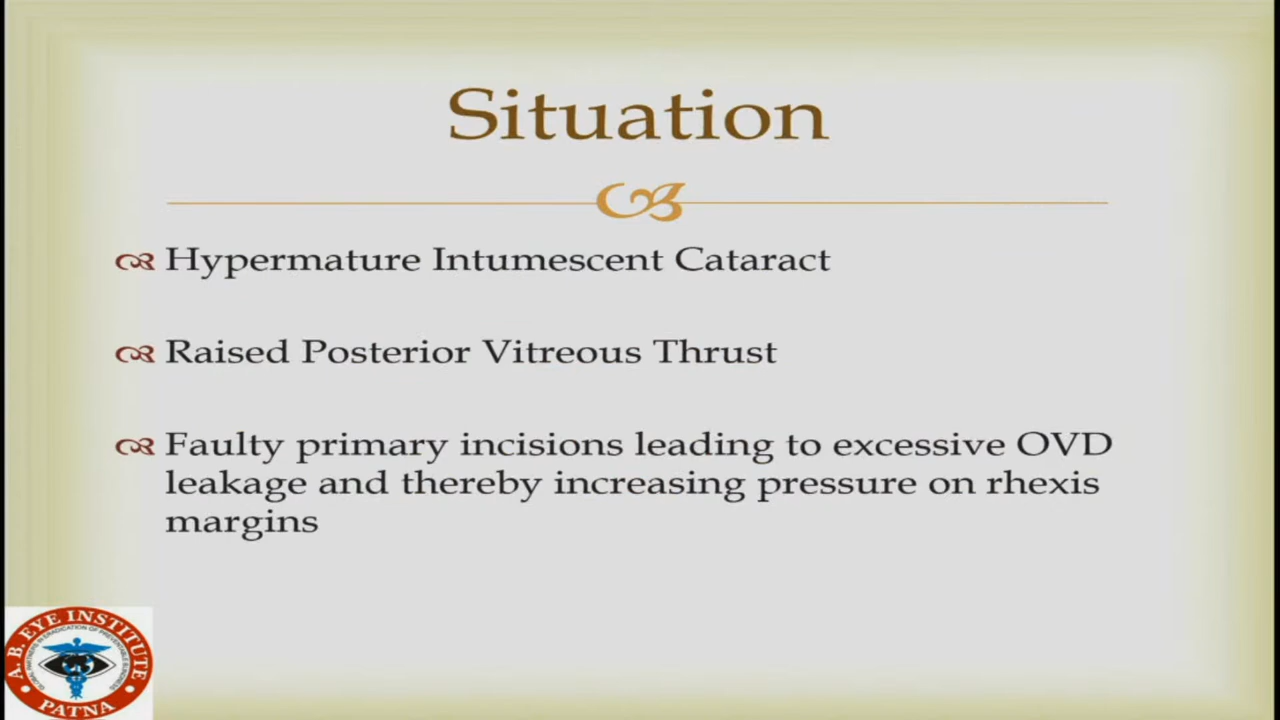 Situation
Hypermature Intumescent Cataract
Raised Posterior Vitreous Thrust
Faulty primary incisions leading to excessive OVD
leakage and thereby increasing pressure on rhexis
margins
A. B. EYE INSTITUTE
PATNA